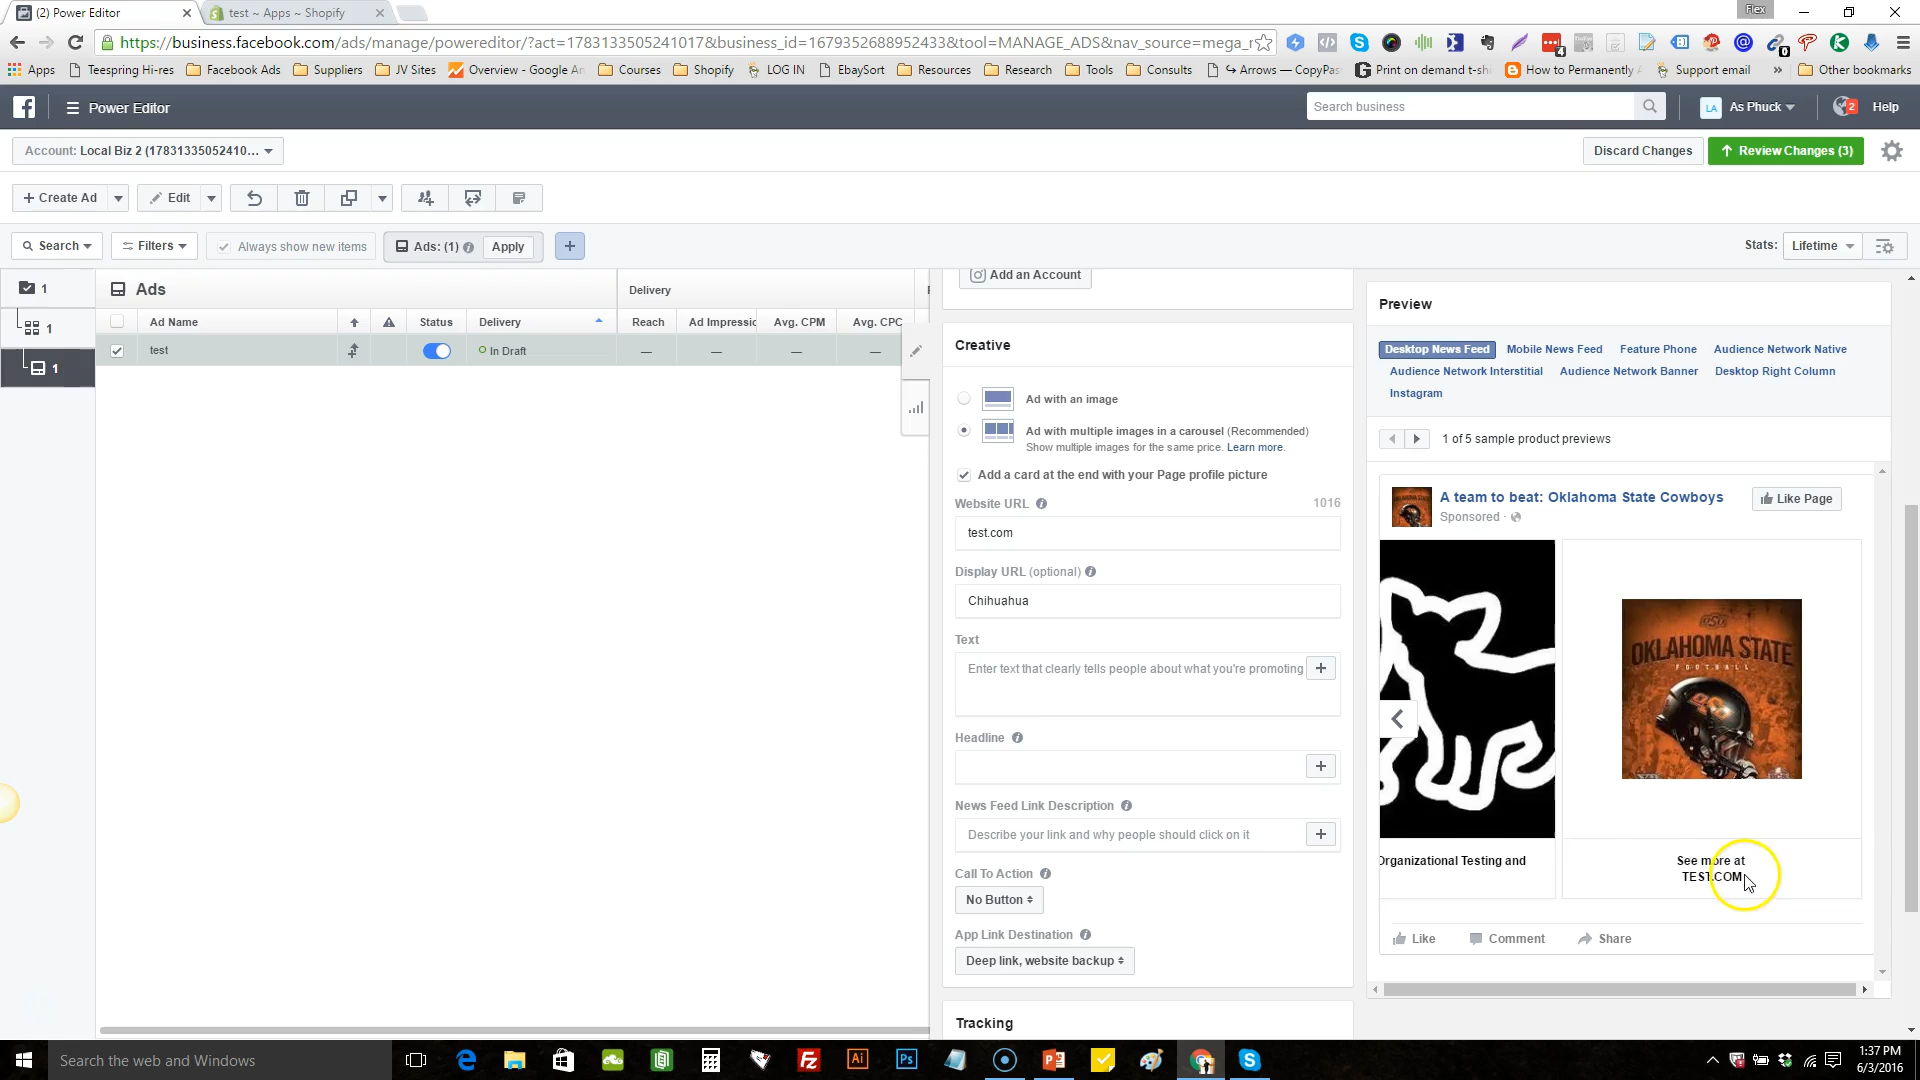 (2) Power Editor
test ~ Apps ~ Shopify
Flex
https://business.facebook.com/ads/manage/powereditor/?act=1783133505241017&business_id=1679352688952433&tool=MANAGE_ADS&nav_source=mega_r
Apps
Teespring Hi-res
Facebook Ads
Suppliers
JV Sites
Overview - Google An
Courses
Shopify
LOG IN
EbaySort
Resources
Research
Tools
Consults
Arrows — CopyPas
Print on demand t-shi
How to Permanently
Support email
Other bookmarks
Power Editor
Search business
LA
As Phuck
2
Help
Account: Local Biz 2 (17831335052410...
Discard Changes
Review Changes (3)
Create Ad
Edit
Search
Filters
Always show new items
Ads: (1)
Apply
Stats:
Lifetime
1
Ads
Delivery
1
Ad Name
Status
Delivery
Reach
Ad Impressic
Avg. CPM
Avg. CPC
1
test
In Draft
Add an Account
Creative
Ad with an image
Ad with multiple images in a carousel (Recommended)
Show multiple images for the same price. Learn more.
Add a card at the end with your Page profile picture
Website URL
1016
test.com
Display URL (optional)
Chihuahua
Text
Enter text that clearly tells people about what you're promoting
Headline
News Feed Link Description
Describe your link and why people should click on it
Call To Action
No Button
App Link Destination
Deep link, website backup
Tracking
Preview
Desktop News Feed
Mobile News Feed
Feature Phone
Audience Network Native
Audience Network Interstitial
Audience Network Banner
Desktop Right Column
Instagram
1 of 5 sample product previews
A team to beat: Oklahoma State Cowboys
Sponsored ·
Like Page
OKLAHOMA STATE
FOOTBALL
Organizational Testing and
See more at
TEST.COM
Like
Comment
Share
Search the web and Windows
1:37 PM
6/3/2016